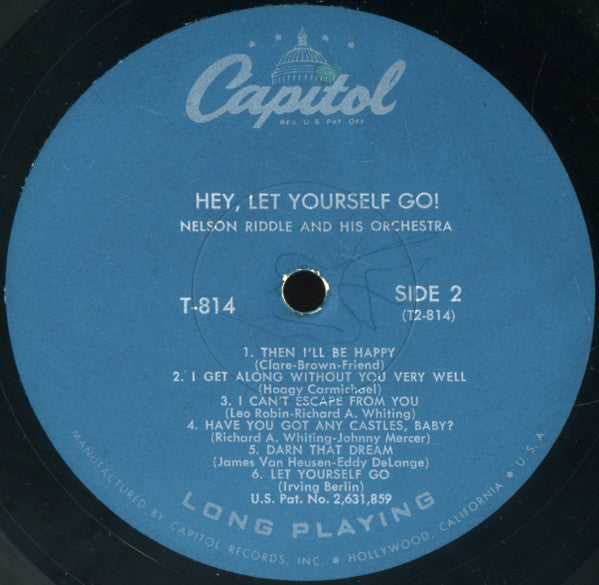 Capitol
REG. U.S. PAT. OFF.
HEY, LET YOURSELF GO!
NELSON RIDDLE AND HIS ORCHESTRA
T-814
SIDE 2
(T2-814)
1. THEN I'LL BE HAPPY
(Clare-Brown-Friend)
2. I GET ALONG WITHOUT YOU VERY WELL
(Hoagy Carmichael)
3. I CAN'T ESCAPE FROM YOU
(Leo Robin-Richard A. Whiting)
4. HAVE YOU GOT ANY CASTLES, BABY?
(Richard A. Whiting-Johnny Mercer)
5. DARN THAT DREAM
(James Van Heusen-Eddy DeLange)
6. LET YOURSELF GO
(Irving Berlin)
U.S. Pat. No. 2,631,859
LONG PLAYING
MANUFACTURED BY CAPITOL RECORDS, INC. • HOLLYWOOD, CALIFORNIA • U.S.A.